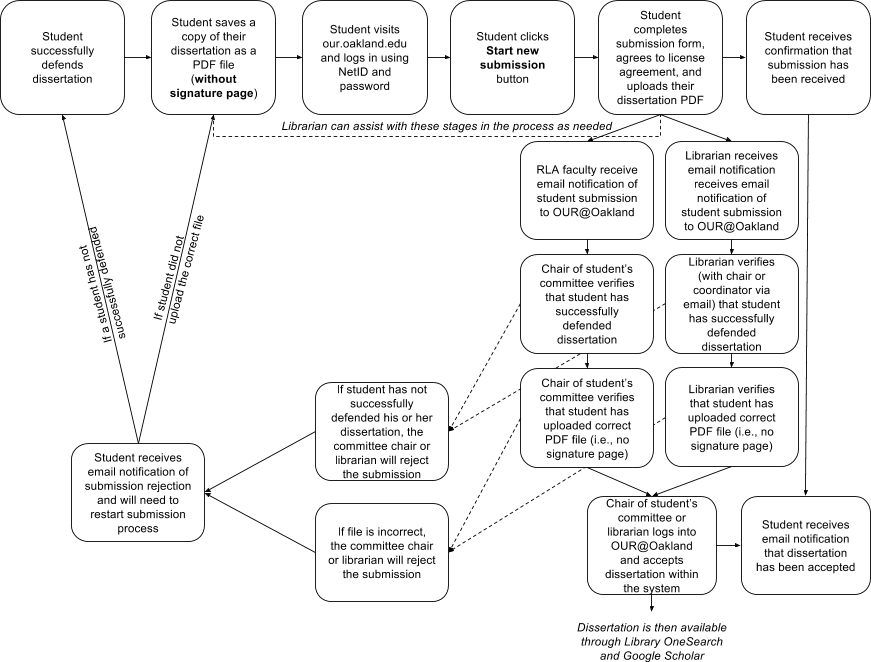 Student
successfully
defends
dissertation
Student saves a
copy of their
dissertation as a
PDF file
(without
signature page)
Student visits
our.oakland.edu
and logs in using
NetID and
password
Student clicks
Start new
submission
button
Student
completes
submission form,
agrees to license
agreement, and
uploads their
dissertation PDF
Student receives
confirmation that
submission has
been received
Librarian can assist with these stages in the process as needed
RLA faculty receive
email notification of
student submission
to OUR@Oakland
Librarian receives
email notification
receives email
notification of
student submission
to OUR@Oakland
If a student has not
successfully defended
If student did not
upload the correct file
Chair of student's
committee verifies
that student has
successfully
defended
dissertation
Librarian verifies
(with chair or
coordinator via
email) that student
has successfully
defended
dissertation
If student has not
successfully
defended his or her
dissertation, the
committee chair or
librarian will reject
the submission
Chair of student's
committee verifies
that student has
uploaded correct
PDF file (i.e., no
signature page)
Librarian verifies
that student has
uploaded correct
PDF file (i.e., no
signature page)
Student receives
email notification of
submission rejection
and will need to
restart submission
process
If file is incorrect,
the committee chair
or librarian will reject
the submission
Chair of student's
committee or
librarian logs into
OUR@Oakland
and accepts
dissertation within
the system
Student receives
email notification
that dissertation
has been accepted
Dissertation is then available
through Library OneSearch
and Google Scholar